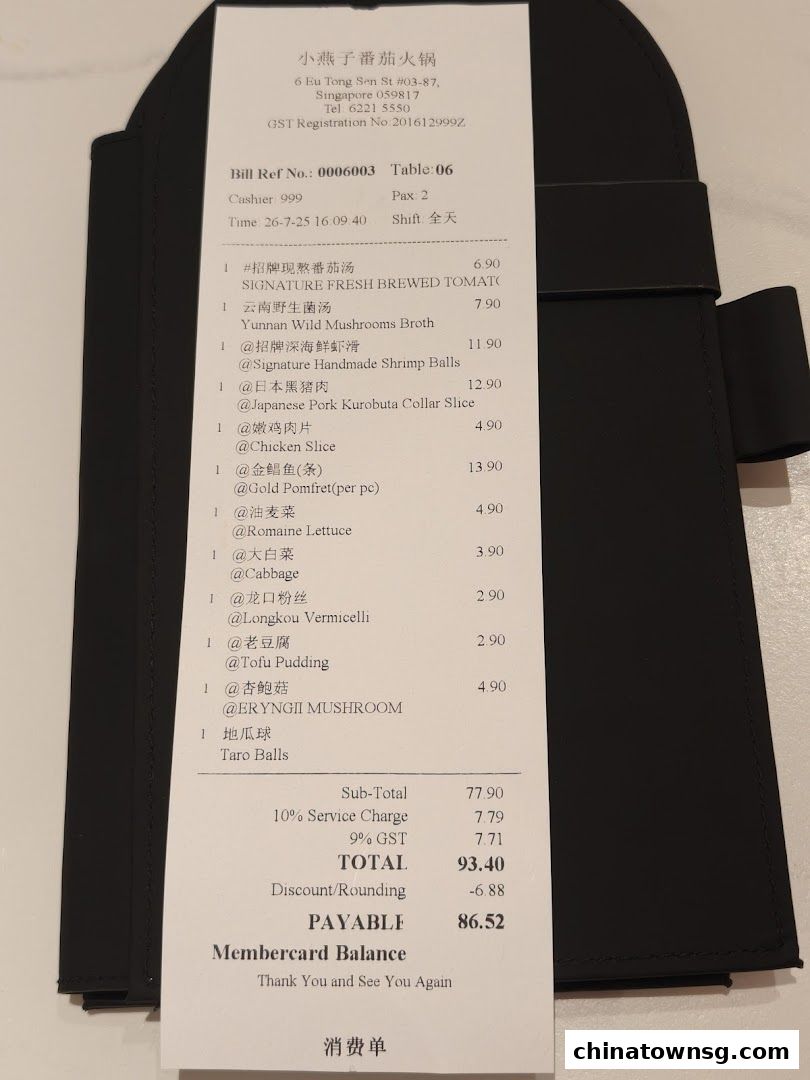 小燕子番茄火锅
6 Eu Tong Sen St #03-87,
Singapore 059817
Tel. 6221 5550
GST Registration No.201612999Z
Bill Ref No.: 0006003 Table:06
Cashier: 999 Pax: 2
Time: 26-7-25 16:09:40 Shift: 全天
1 #招牌现熬番茄汤 6.90
SIGNATURE FRESH BREWED TOMATO
1 云南野生菌汤 7.90
Yunnan Wild Mushrooms Broth
1 @招牌深海鲜虾滑 11.90
@Signature Handmade Shrimp Balls
1 @日本黑猪肉 12.90
@Japanese Pork Kurobuta Collar Slice
1 @嫩鸡肉片 4.90
@Chicken Slice
1 @金鲳鱼(条) 13.90
@Gold Pomfret(per pc)
1 @油麦菜 4.90
@Romaine Lettuce
1 @大白菜 3.90
@Cabbage
1 @龙口粉丝 2.90
@Longkou Vermicelli
1 @老豆腐 2.90
@Tofu Pudding
1 @杏鲍菇 4.90
@ERYNGII MUSHROOM
1 地瓜球
Taro Balls
Sub-Total 77.90
10% Service Charge 7.79
9% GST 7.71
TOTAL 93.40
Discount/Rounding -6.88
PAYABLE 86.52
Membercard Balance
Thank You and See You Again
消费单
chinatownsg.com